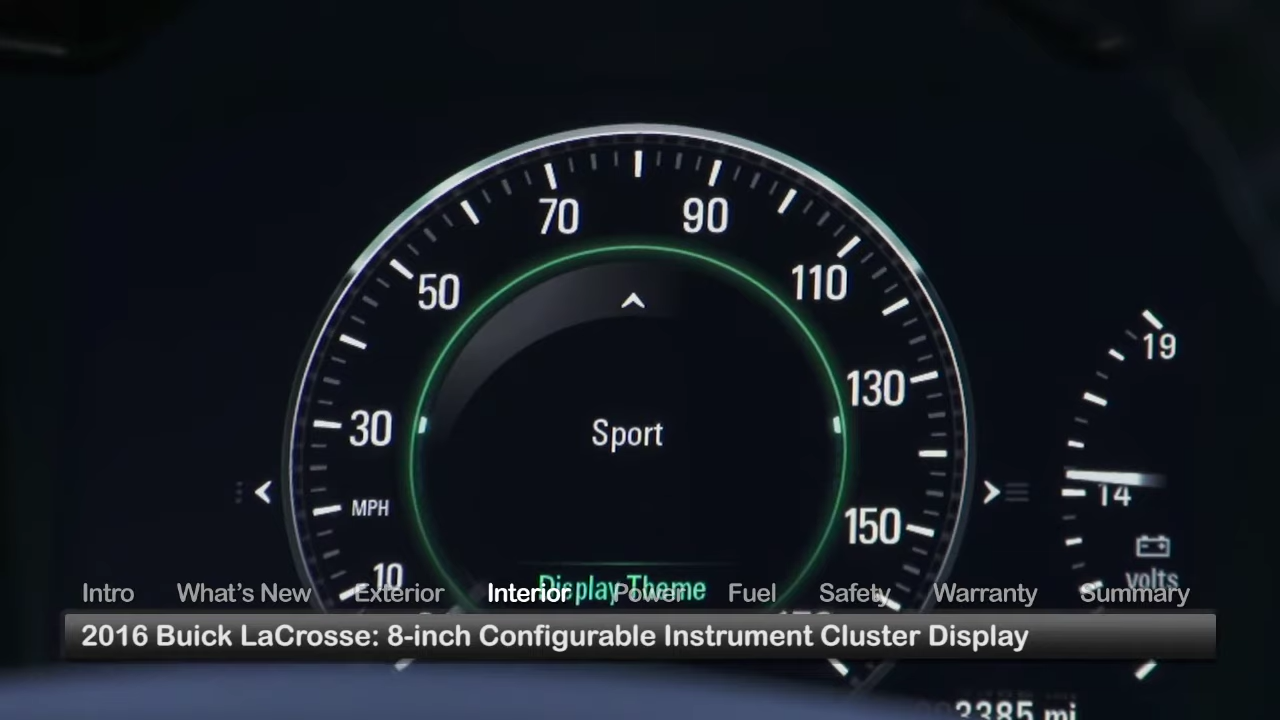 70 90
50 110
19
130
30 Sport
14
MPH
150
10
volts
Display Theme
Intro What's New Exterior Interior Power Fuel Safety Warranty Summary
2016 Buick LaCrosse: 8-inch Configurable Instrument Cluster Display
3385 mi